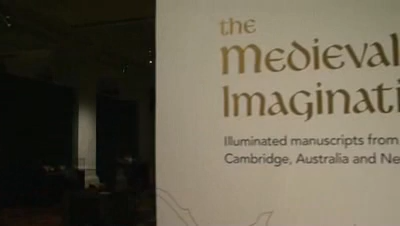 the
Medieval
Imaginati
Illuminated manuscripts from
Cambridge, Australia and Ne